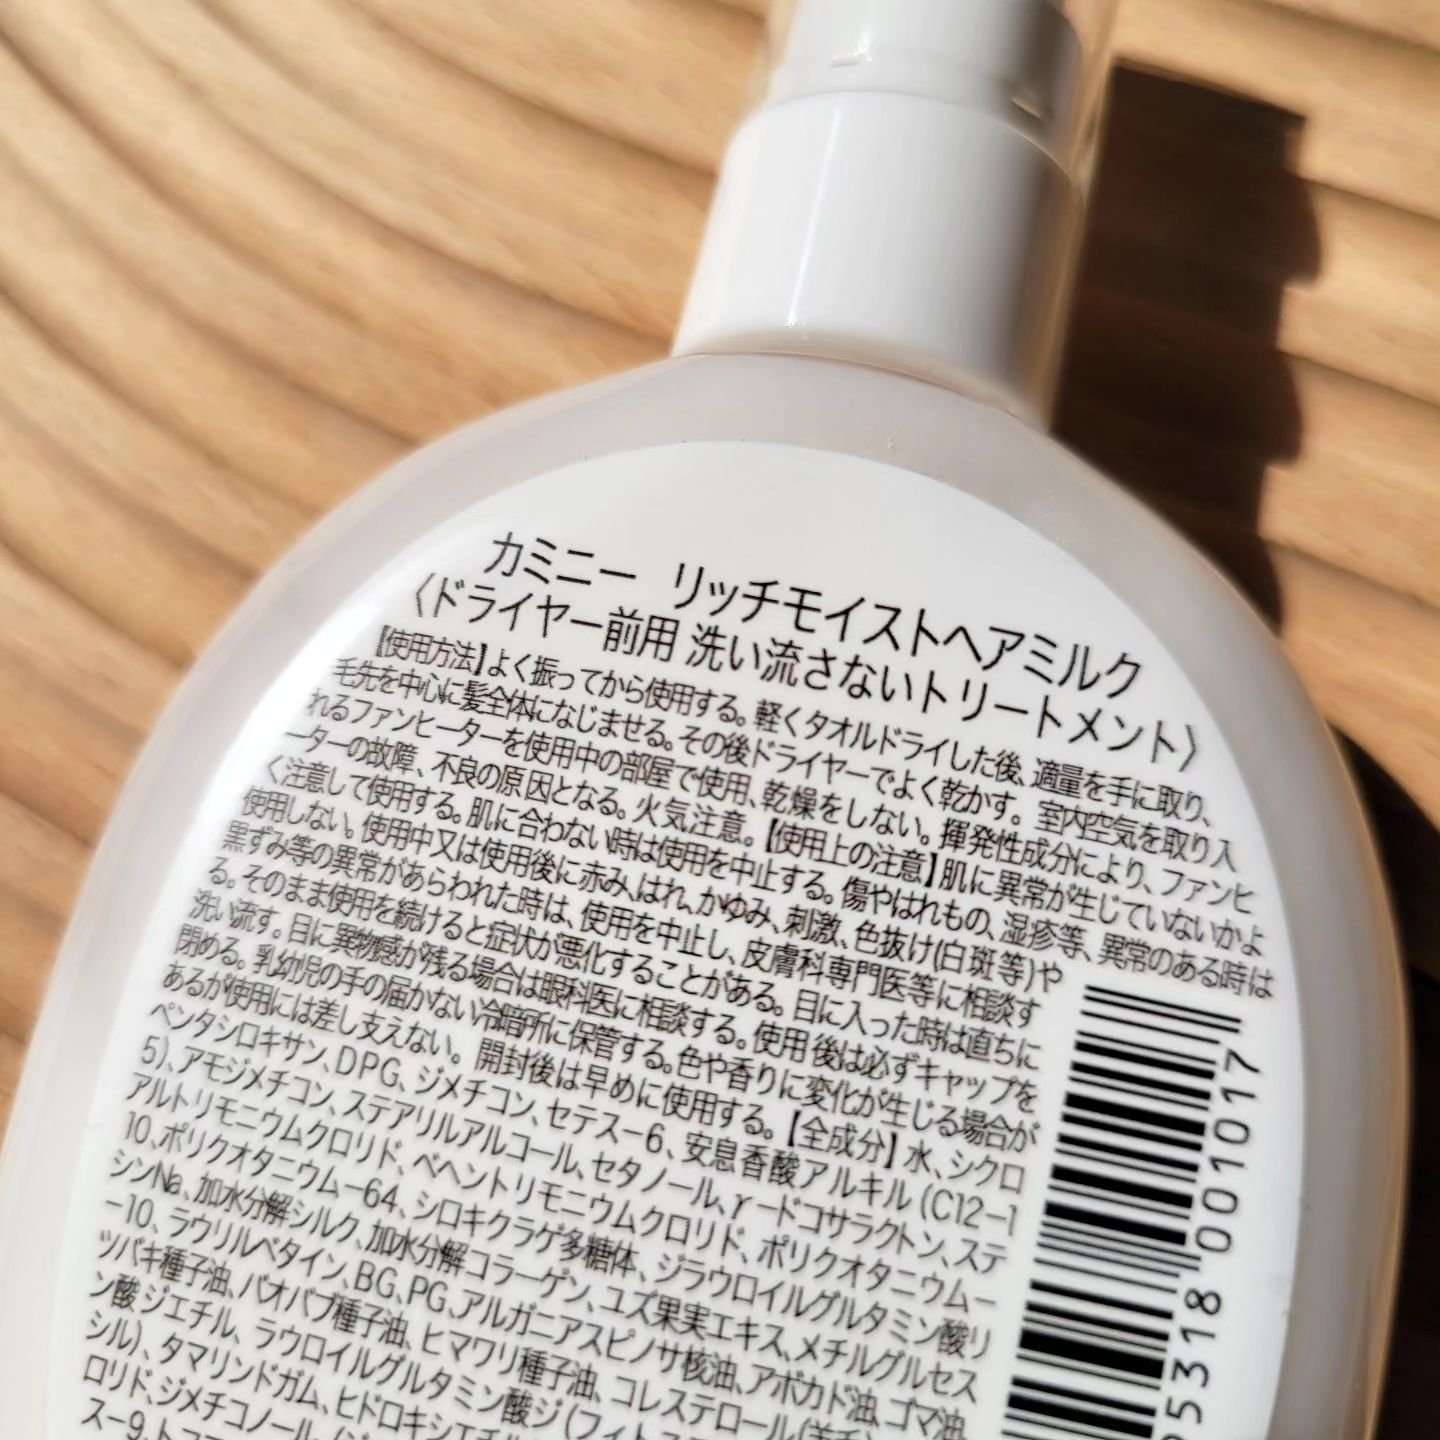 カミニー リッチモイストヘアミルク
〈ドライヤー前用 洗い流さないトリートメント〉
【使用方法】よく振ってから使用する。軽くタオルドライした後、適量を手に取り、
毛先を中心に髪全体になじませる。その後ドライヤーでよく乾かす。室内空気を取り入
れるファンヒーターを使用中の部屋で使用、乾燥をしない。揮発性成分により、ファンヒ
ーターの故障、不良の原因となる。火気注意。【使用上の注意】肌に異常が生じていないかよ
く注意して使用する。肌に合わない時は使用を中止する。傷やはれもの、湿疹等、異常のある時は
使用しない。使用中又は使用後に赤み、はれ、かゆみ、刺激、色抜け(白斑等)や
黒ずみ等の異常があらわれた時は、使用を中止し、皮膚科専門医等に相談す
る。そのまま使用を続けると症状が悪化することがある。目に入った時は直ちに
洗い流す。目に異物感が残る場合は眼科医に相談する。使用後は必ずキャップを
閉める。乳幼児の手の届かない冷暗所に保管する。色や香りに変化が生じる場合が
あるが使用には差し支えない。 開封後は早めに使用する。【全成分】水、シクロ
ペンタシロキサン、DPG、ジメチコン、セテス-6、安息香酸アルキル(C12-1
5)、アモジメチコン、ステアリルアルコール、セタノール、γ-ドコサラクトン、ステ
アルトリモニウムクロリド、ベヘントリモニウムクロリド、ポリクオタニウム-
10、ポリクオタニウム-64、シロキクラゲ多糖体、ジラウロイルグルタミン酸リ
シンNa、加水分解シルク、加水分解コラーゲン、ユズ果実エキス、メチルグルセス
-10、ラウリルベタイン、BG、PG、アルガニアスピノサ核油、アボカド油、ゴマ油、
ツバキ種子油、バオバブ種子油、ヒマワリ種子油、コレステロール(羊毛)
ン酸ジエチル、ラウロイルグルタミン酸ジ(フィトス
シル)、タマリンドガム、ヒドロキシエチル
ロリド、ジメチコノール、
ス-9、ト
5318 001017